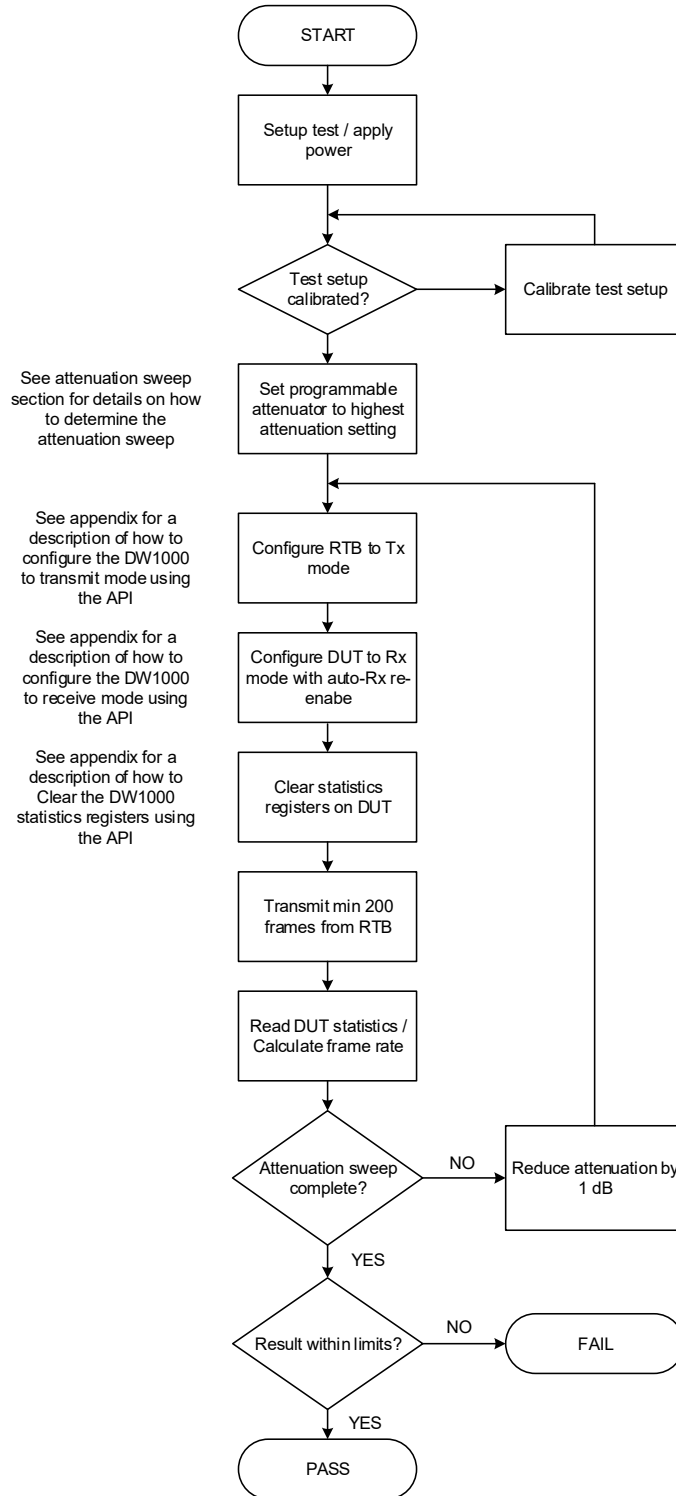 START
Setup test / apply
power
Test setup
calibrated?
Calibrate test setup
See attenuation sweep
section for details on how
to determine the
attenuation sweep
Set programmable
attenuator to highest
attenuation setting
See appendix for a
description of how to
configure the DW1000
to transmit mode using
the API
Configure RTB to Tx
mode
See appendix for a
description of how to
configure the DW1000
to receive mode using
the API
Configure DUT to Rx
mode with auto-Rx re-
enabe
See appendix for a
description of how to
Clear the DW1000
statistics registers using
the API
Clear statistics
registers on DUT
Transmit min 200
frames from RTB
Read DUT statistics /
Calculate frame rate
Attenuation sweep
complete?
NO
Reduce attenuation by
1 dB
YES
Result within limits?
NO
FAIL
YES
PASS